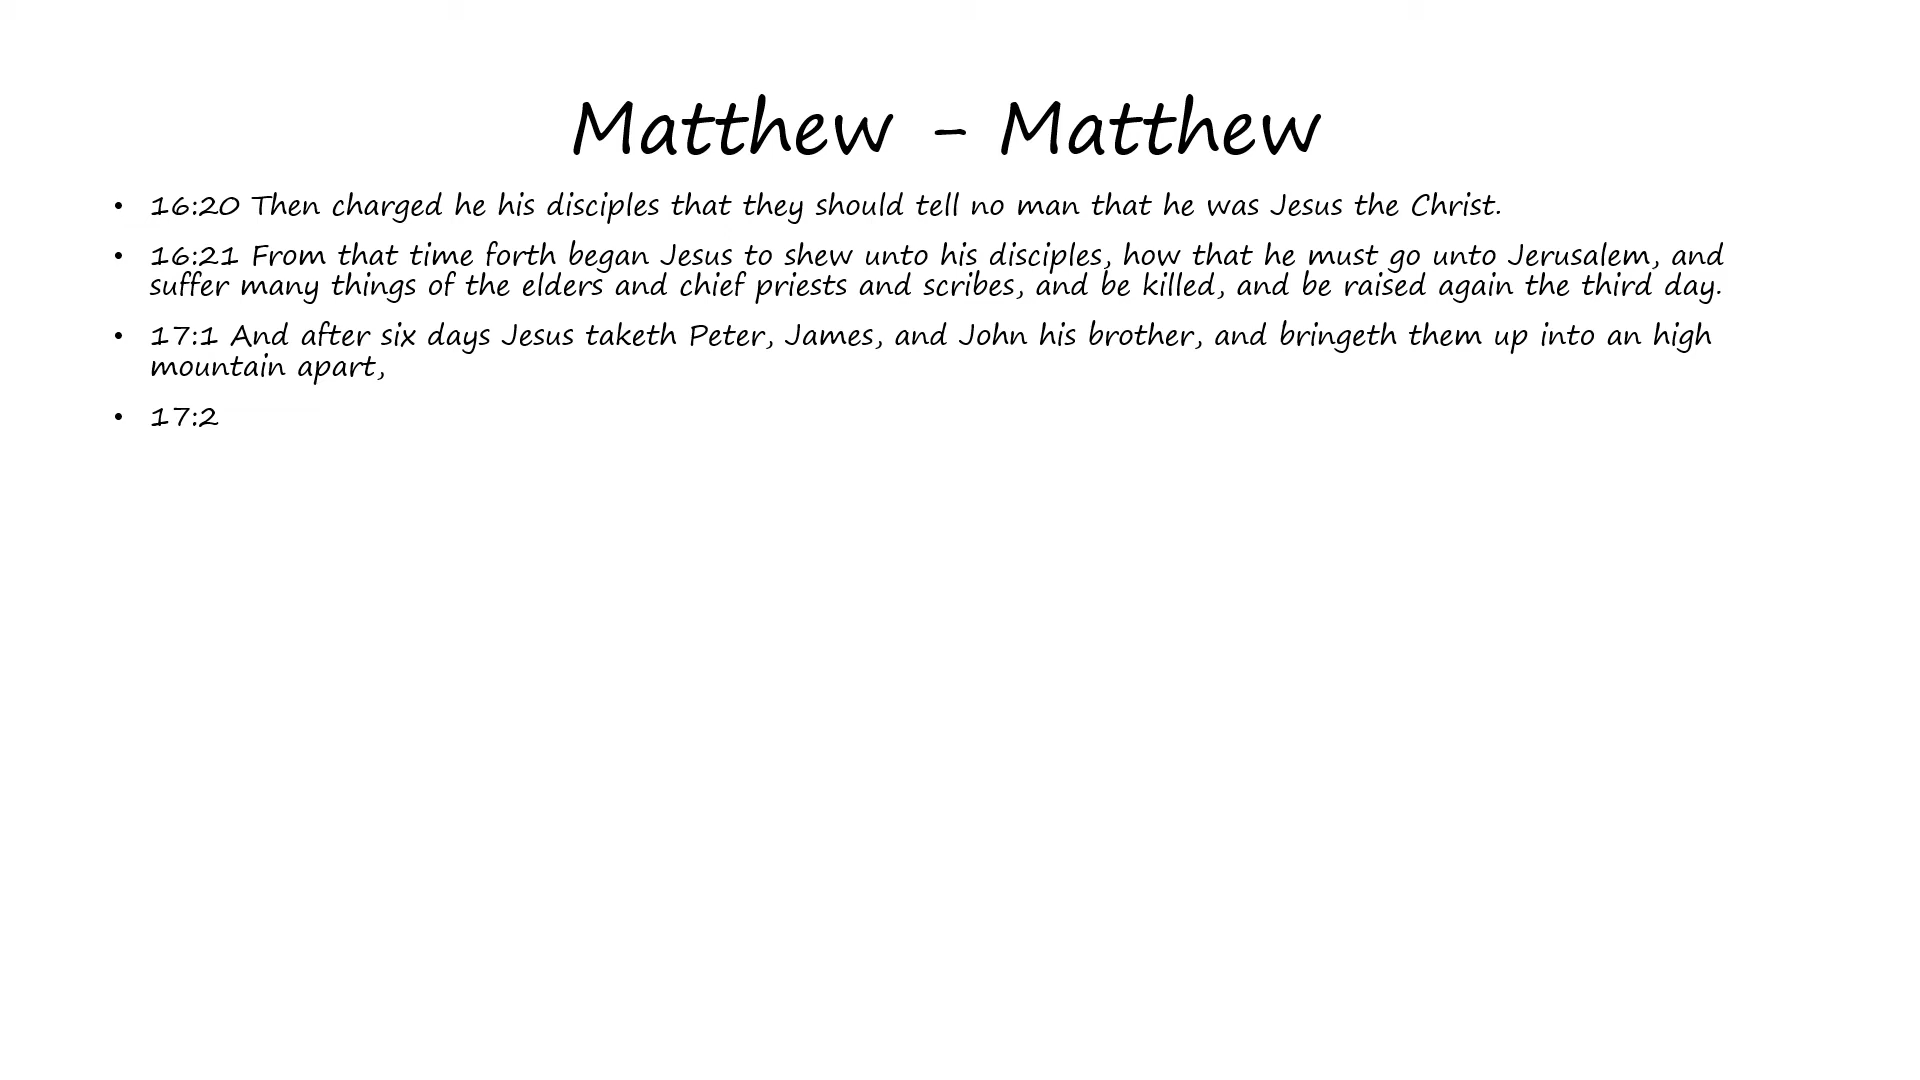 Matthew - Matthew
• 16:20 Then charged he his disciples that they should tell no man that he was Jesus the Christ.
• 16:21 From that time forth began Jesus to shew unto his disciples, how that he must go unto Jerusalem, and
suffer many things of the elders and chief priests and scribes, and be killed, and be raised again the third day.
• 17:1 And after six days Jesus taketh Peter, James, and John his brother, and bringeth them up into an high
mountain apart,
• 17:2